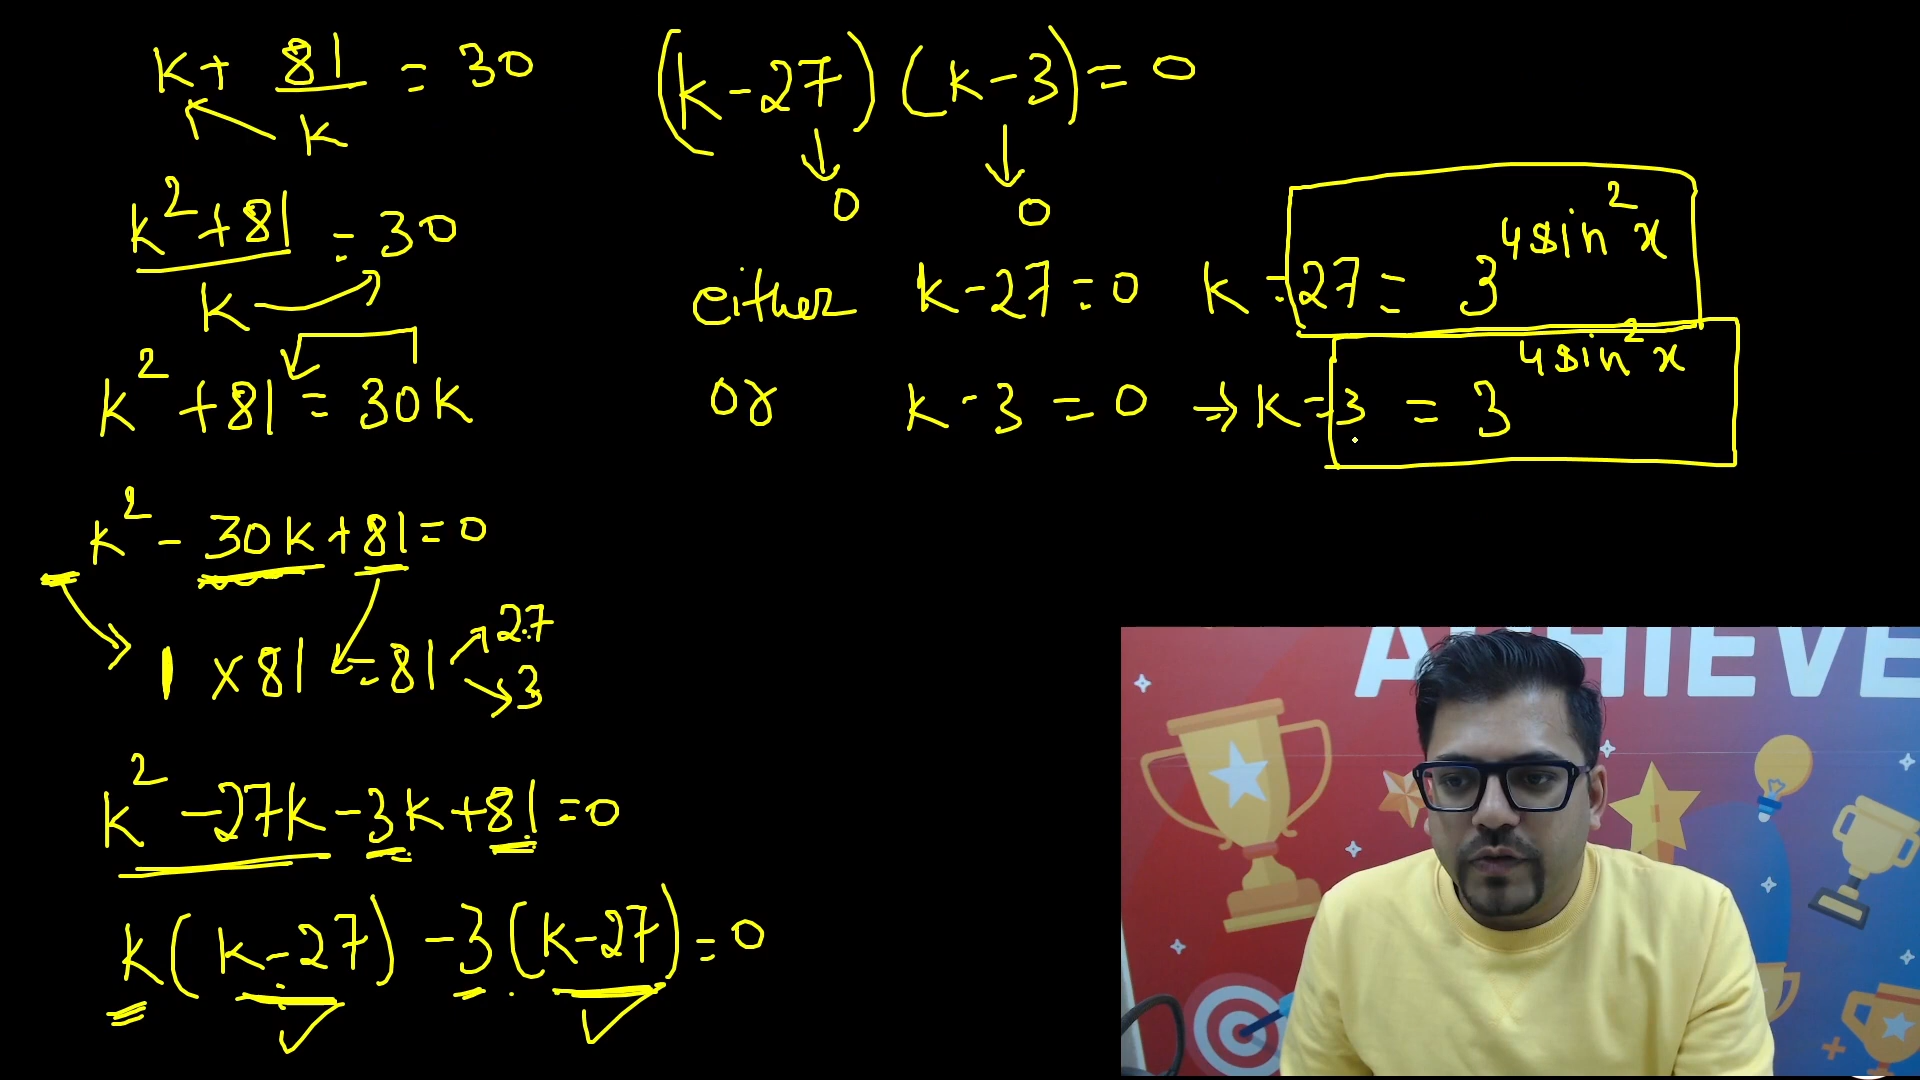 k + 81/k = 30
(k²+81)/k = 30
k² + 81 = 30k
k² - 30k + 81 = 0
1 x 81 = 81
27
3
k² - 27k - 3k + 81 = 0
k(k-27) - 3(k-27) = 0
(k-27)(k-3) = 0
0
0
either k-27=0 k=27= 3^4sin²x
or k-3=0 ⇒ k=3 = 3^4sin²x
ACHIEVE